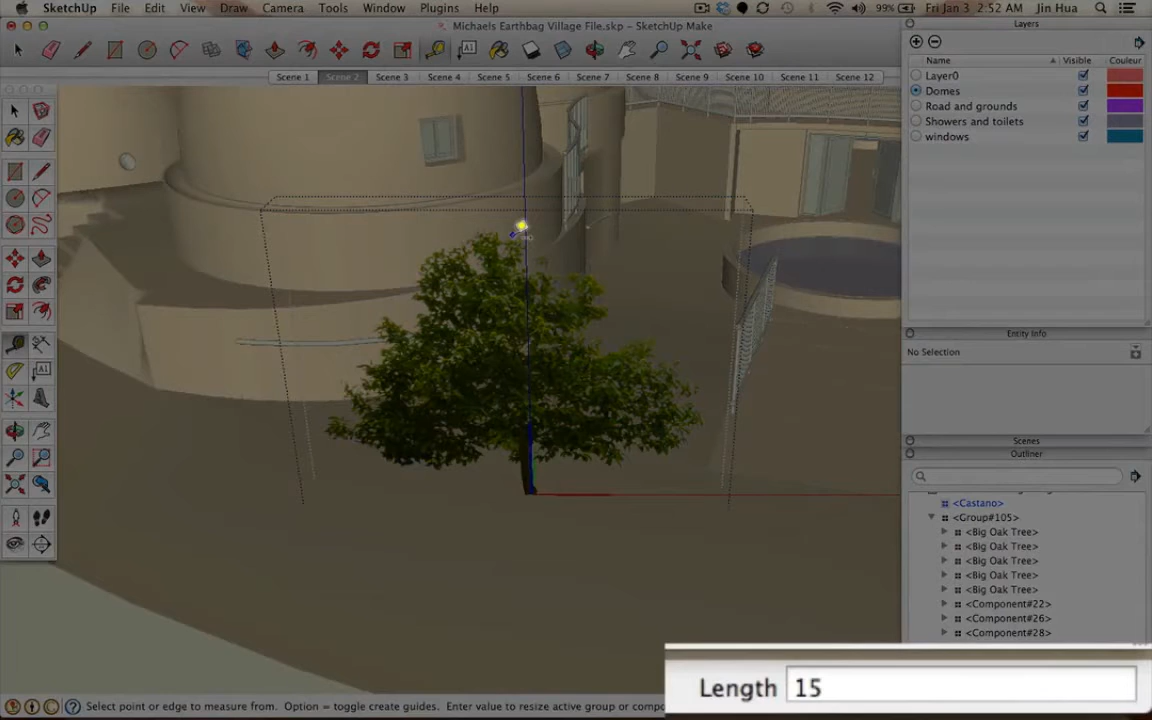 SketchUp File Edit View Draw Camera Tools Window Plugins Help 99% Fri Jan 3 2:52 AM Jin Hua
Michaels Earthbag Village File.skp - SketchUp Make
Scene 1 Scene 2 Scene 3 Scene 4 Scene 5 Scene 6 Scene 7 Scene 8 Scene 9 Scene 10 Scene 11 Scene 12
Layers
Name Visible Couleur
Layer0
Domes
Road and grounds
Showers and toilets
windows
Entity Info
No Selection
Scenes
Outliner
<Castano>
<Group#105>
<Big Oak Tree>
<Big Oak Tree>
<Big Oak Tree>
<Big Oak Tree>
<Big Oak Tree>
<Component#22>
<Component#26>
<Component#28>
Length 15
Select point or edge to measure from. Option = toggle create guides. Enter value to resize active group or compo